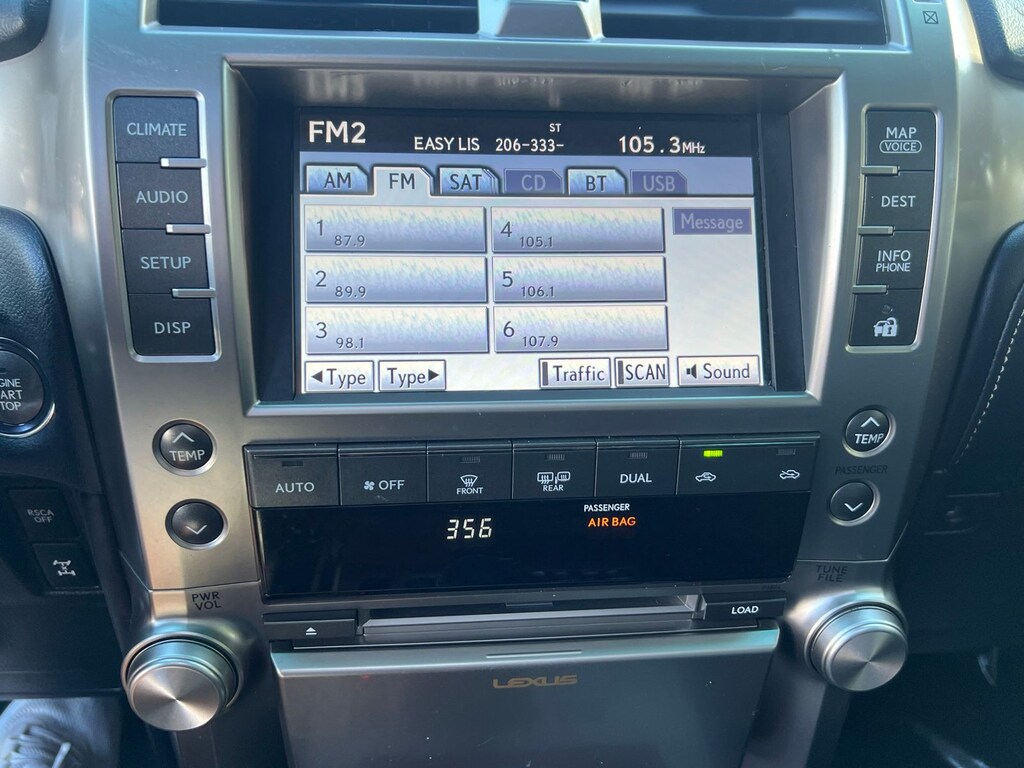 CLIMATE
AUDIO
SETUP
DISP
FM2 EASY LIS 206-333- ST 105.3MHz
AM FM SAT CD BT USB
1 87.9
2 89.9
3 98.1
4 105.1
5 106.1
6 107.9
Message
◄Type Type► Traffic SCAN Sound
MAP
VOICE
DEST
INFO
PHONE
TEMP
AUTO OFF FRONT REAR DUAL
TEMP
PASSENGER
356
PASSENGER
AIR BAG
RSCA
OFF
PWR
VOL
TUNE
FILE
LOAD
LEXUS